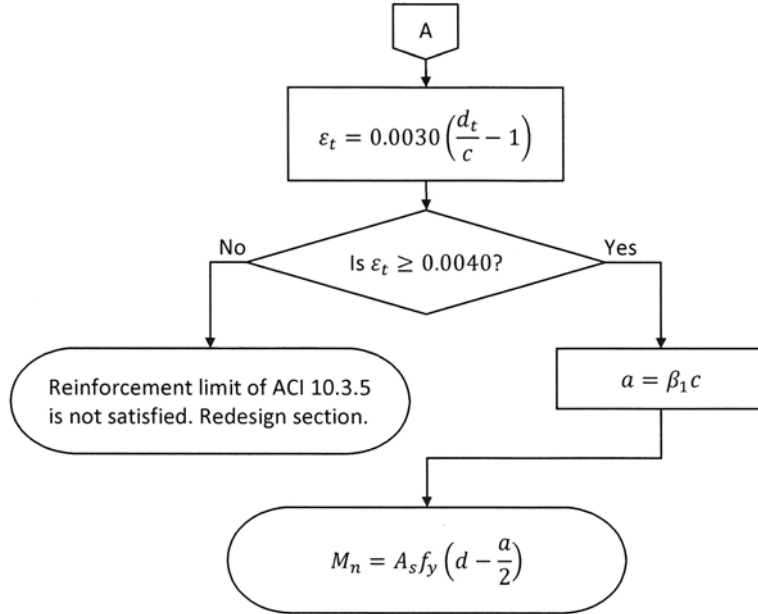 A
εₜ = 0.0030 (dₜ/c − 1)
No
Is εₜ ≥ 0.0040?
Yes
Reinforcement limit of ACI 10.3.5
is not satisfied. Redesign section.
a = β₁c
Mₙ = Aₛfᵧ (d − a/2)